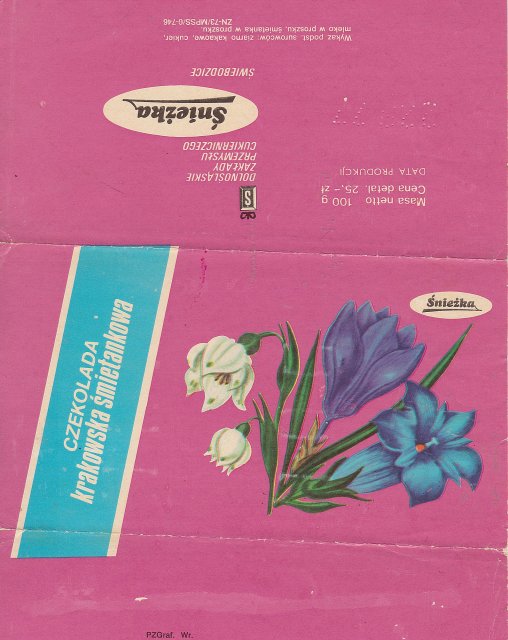 Wykaz podst. surowców: ziarno kakaowe, cukier,
mleko w proszku, śmietanka w proszku.
ZN-73/MPSS/6-746
ŚWIEBODZICE
Śnieżka
DOLNOŚLĄSKIE
ZAKŁADY
PRZEMYSŁU
CUKIERNICZEGO
S
DATA PRODUKCJI
Masa netto 100 g
Cena detal. 25,- zł
Śnieżka
CZEKOLADA
krakowska śmietankowa
PZGraf. Wr.